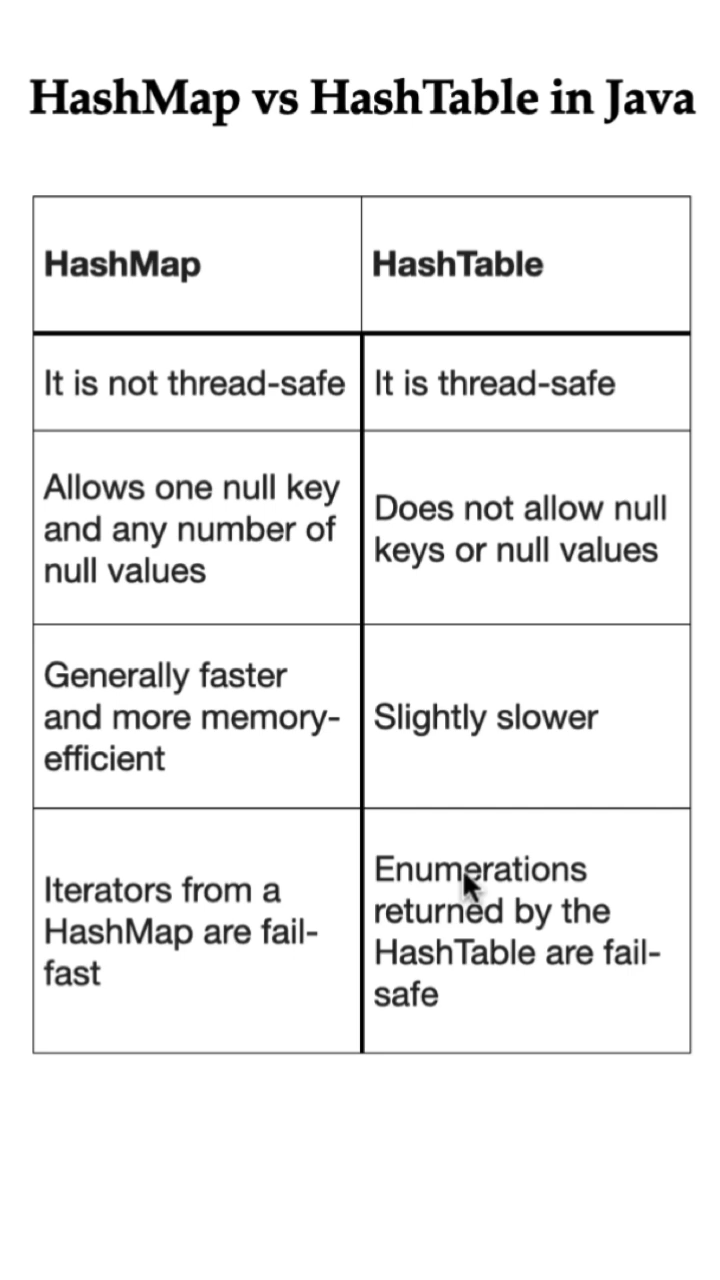 HashMap vs HashTable in Java
HashMap
HashTable
It is not thread-safe
It is thread-safe
Allows one null key
and any number of
null values
Does not allow null
keys or null values
Generally faster
and more memory-
efficient
Slightly slower
Iterators from a
HashMap are fail-
fast
Enumerations
returned by the
HashTable are fail-
safe